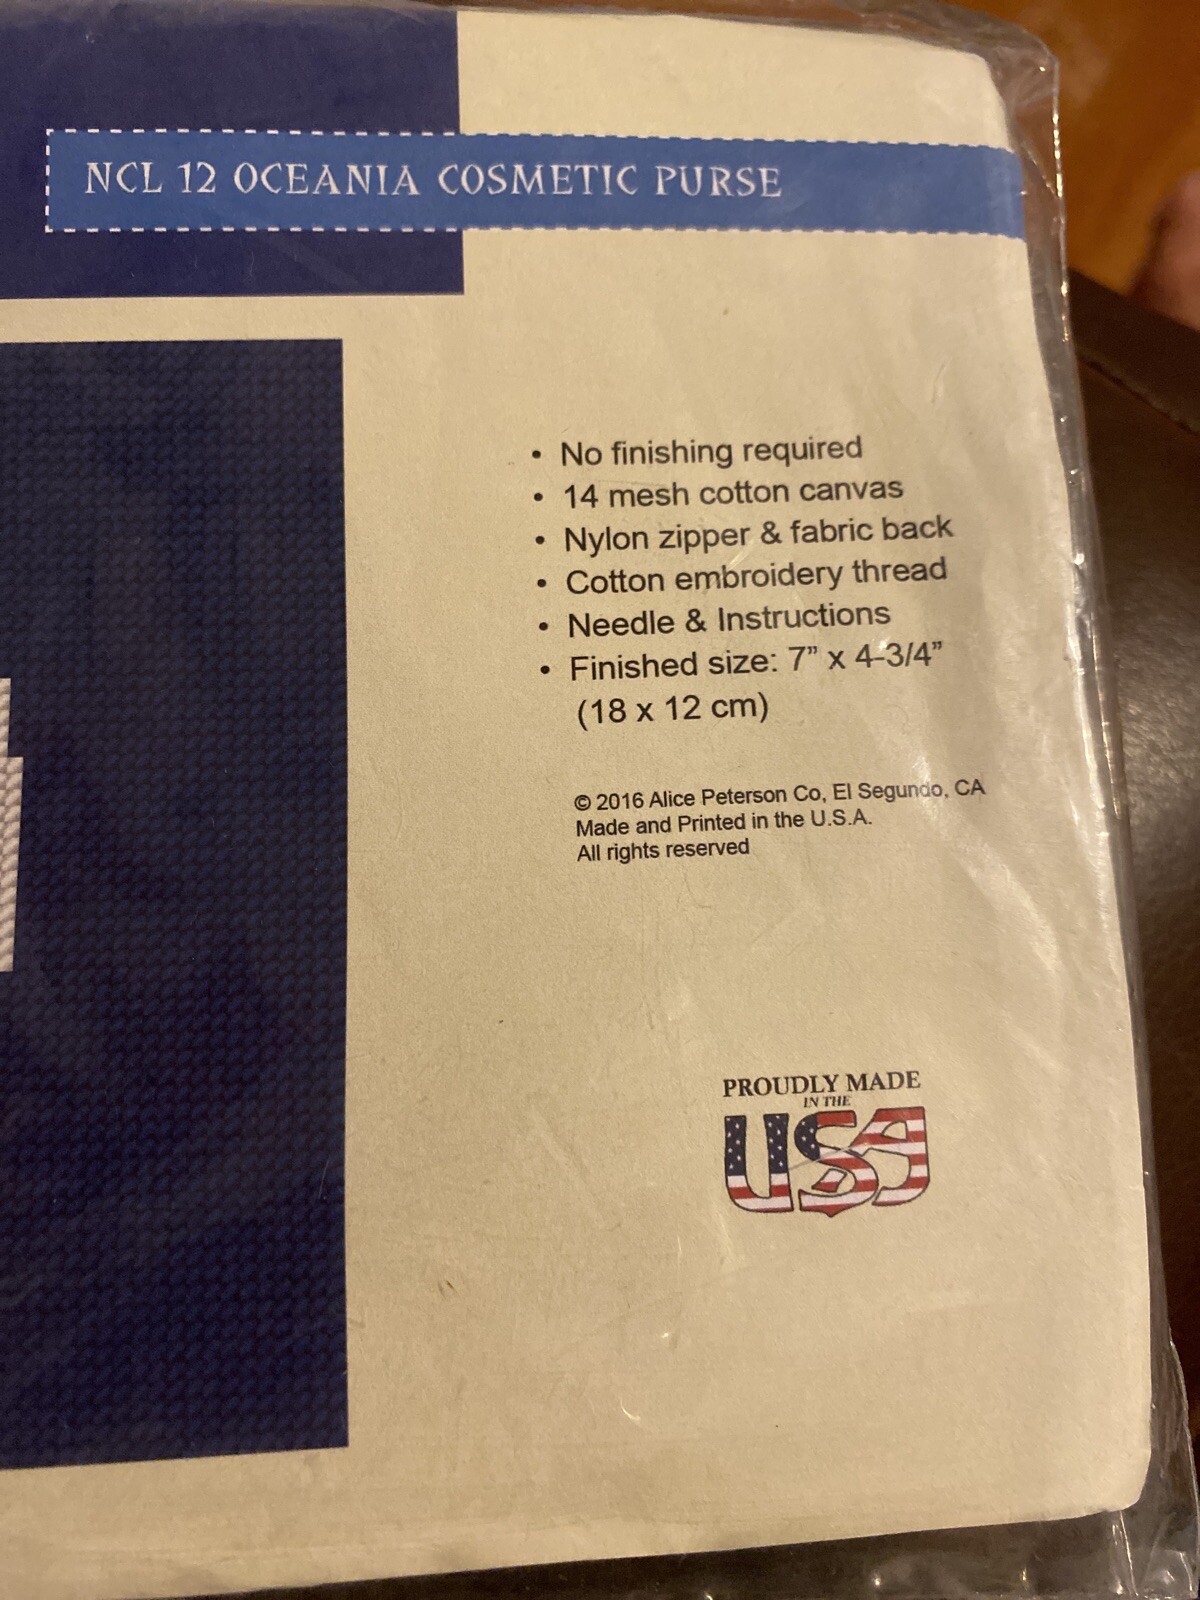 NCL 12 OCEANIA COSMETIC PURSE
• No finishing required
• 14 mesh cotton canvas
• Nylon zipper & fabric back
• Cotton embroidery thread
• Needle & Instructions
• Finished size: 7” x 4-3/4”
(18 x 12 cm)
© 2016 Alice Peterson Co, El Segundo, CA
Made and Printed in the U.S.A.
All rights reserved
PROUDLY MADE
IN THE
USA